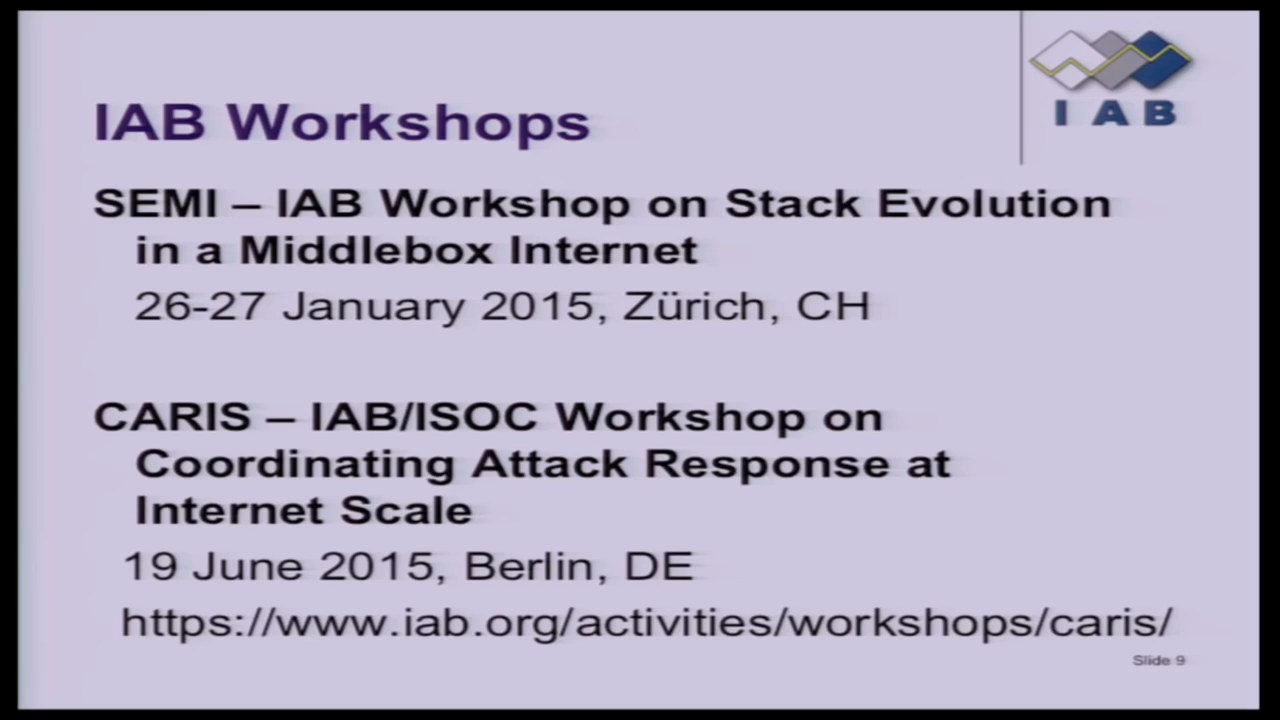 IAB
IAB Workshops
SEMI – IAB Workshop on Stack Evolution
in a Middlebox Internet
26-27 January 2015, Zürich, CH
CARIS – IAB/ISOC Workshop on
Coordinating Attack Response at
Internet Scale
19 June 2015, Berlin, DE
https://www.iab.org/activities/workshops/caris/
Slide 9